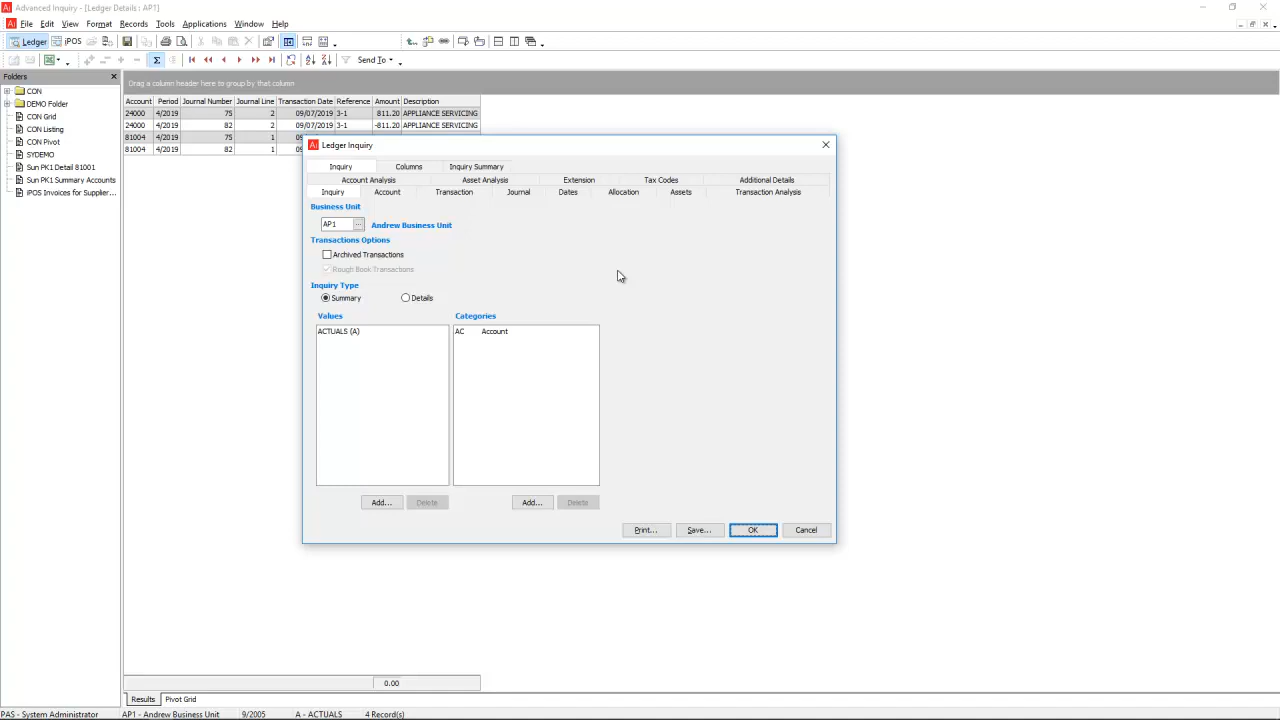 Advanced Inquiry - [Ledger Details: AP1]
File Edit View Format Records Tools Applications Window Help
Ledger iPOS
Send To
Folders
Drag a column header here to group by that column
CON
DEMO Folder
CON Grid
CON Listing
CON Pivot
SYDEMO
Sun PK1 Detail 81001
Sun PK1 Summary Accounts
iPOS Invoices for Supplier...
Account Period Journal Number Journal Line Transaction Date Reference Amount Description
24000 4/2019 75 2 09/07/2019 3-1 811.20 APPLIANCE SERVICING
24000 4/2019 82 2 09/07/2019 3-1 -811.20 APPLIANCE SERVICING
81004 4/2019 75 1 09
81004 4/2019 82 1 09
Ledger Inquiry
Inquiry Columns Inquiry Summary
Account Analysis Asset Analysis Extension Tax Codes Additional Details
Inquiry Account Transaction Journal Dates Allocation Assets Transaction Analysis
Business Unit
AP1 ... Andrew Business Unit
Transactions Options
Archived Transactions
Rough Book Transactions
Inquiry Type
Summary Details
Values Categories
ACTUALS (A) AC Account
Add... Delete Add... Delete
Print... Save... OK Cancel
0.00
Results Pivot Grid
PAS - System Administrator AP1 - Andrew Business Unit 9/2005 A - ACTUALS 4 Record(s)